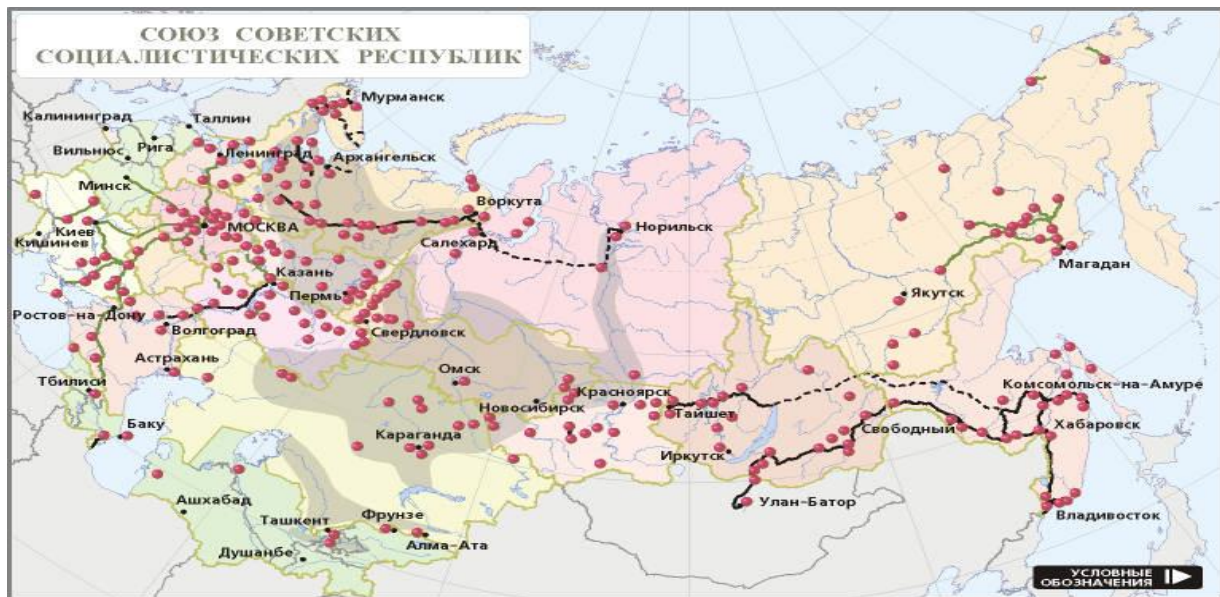 СОЮЗ СОВЕТСКИХ
СОЦИАЛИСТИЧЕСКИХ РЕСПУБЛИК
Мурманск
Калининград
Таллин
Рига
Вильнюс
Ленинград
Архангельск
Минск
Воркута
Киев
МОСКВА
Норильск
Кишинев
Салехард
Магадан
Казань
Пермь
Якутск
Ростов-на-Дону
Волгоград
Свердловск
Астрахань
Омск
Красноярск
Комсомольск-на-Амуре
Тбилиси
Новосибирск
Тайшет
Свободный
Хабаровск
Баку
Караганда
Иркутск
Ашхабад
Улан-Батор
Ташкент
Фрунзе
Владивосток
Душанбе
Алма-Ата
УСЛОВНЫЕ
ОБОЗНАЧЕНИЯ